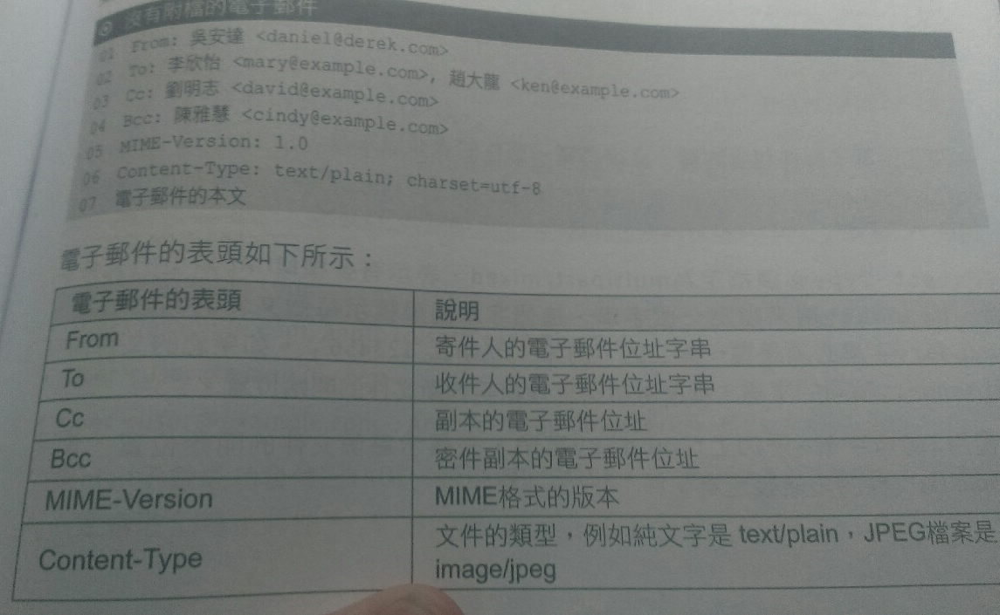 沒有附檔的電子郵件
01 From: 吳安達 <daniel@derek.com>
02 To: 李欣怡 <mary@example.com>, 趙大龍 <ken@example.com>
03 Cc: 劉明志 <david@example.com>
04 Bcc: 陳雅慧 <cindy@example.com>
05 MIME-Version: 1.0
06 Content-Type: text/plain; charset=utf-8
07 電子郵件的本文
電子郵件的表頭如下所示：
電子郵件的表頭 說明
From 寄件人的電子郵件位址字串
To 收件人的電子郵件位址字串
Cc 副本的電子郵件位址
Bcc 密件副本的電子郵件位址
MIME-Version MIME格式的版本
Content-Type 文件的類型，例如純文字是 text/plain，JPEG檔案是
image/jpeg